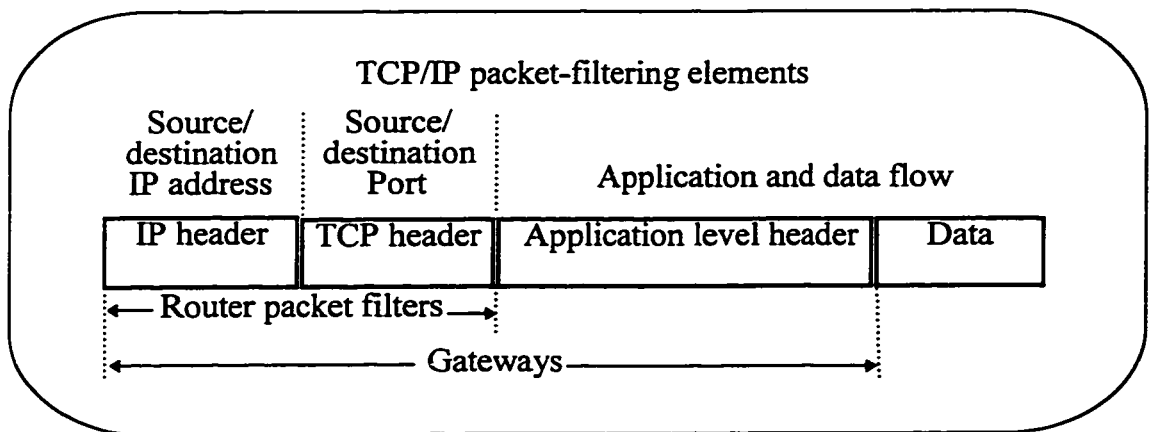 TCP/IP packet-filtering elements
Source/
destination
IP address
Source/
destination
Port
Application and data flow
IP header
TCP header
Application level header
Data
Router packet filters
Gateways